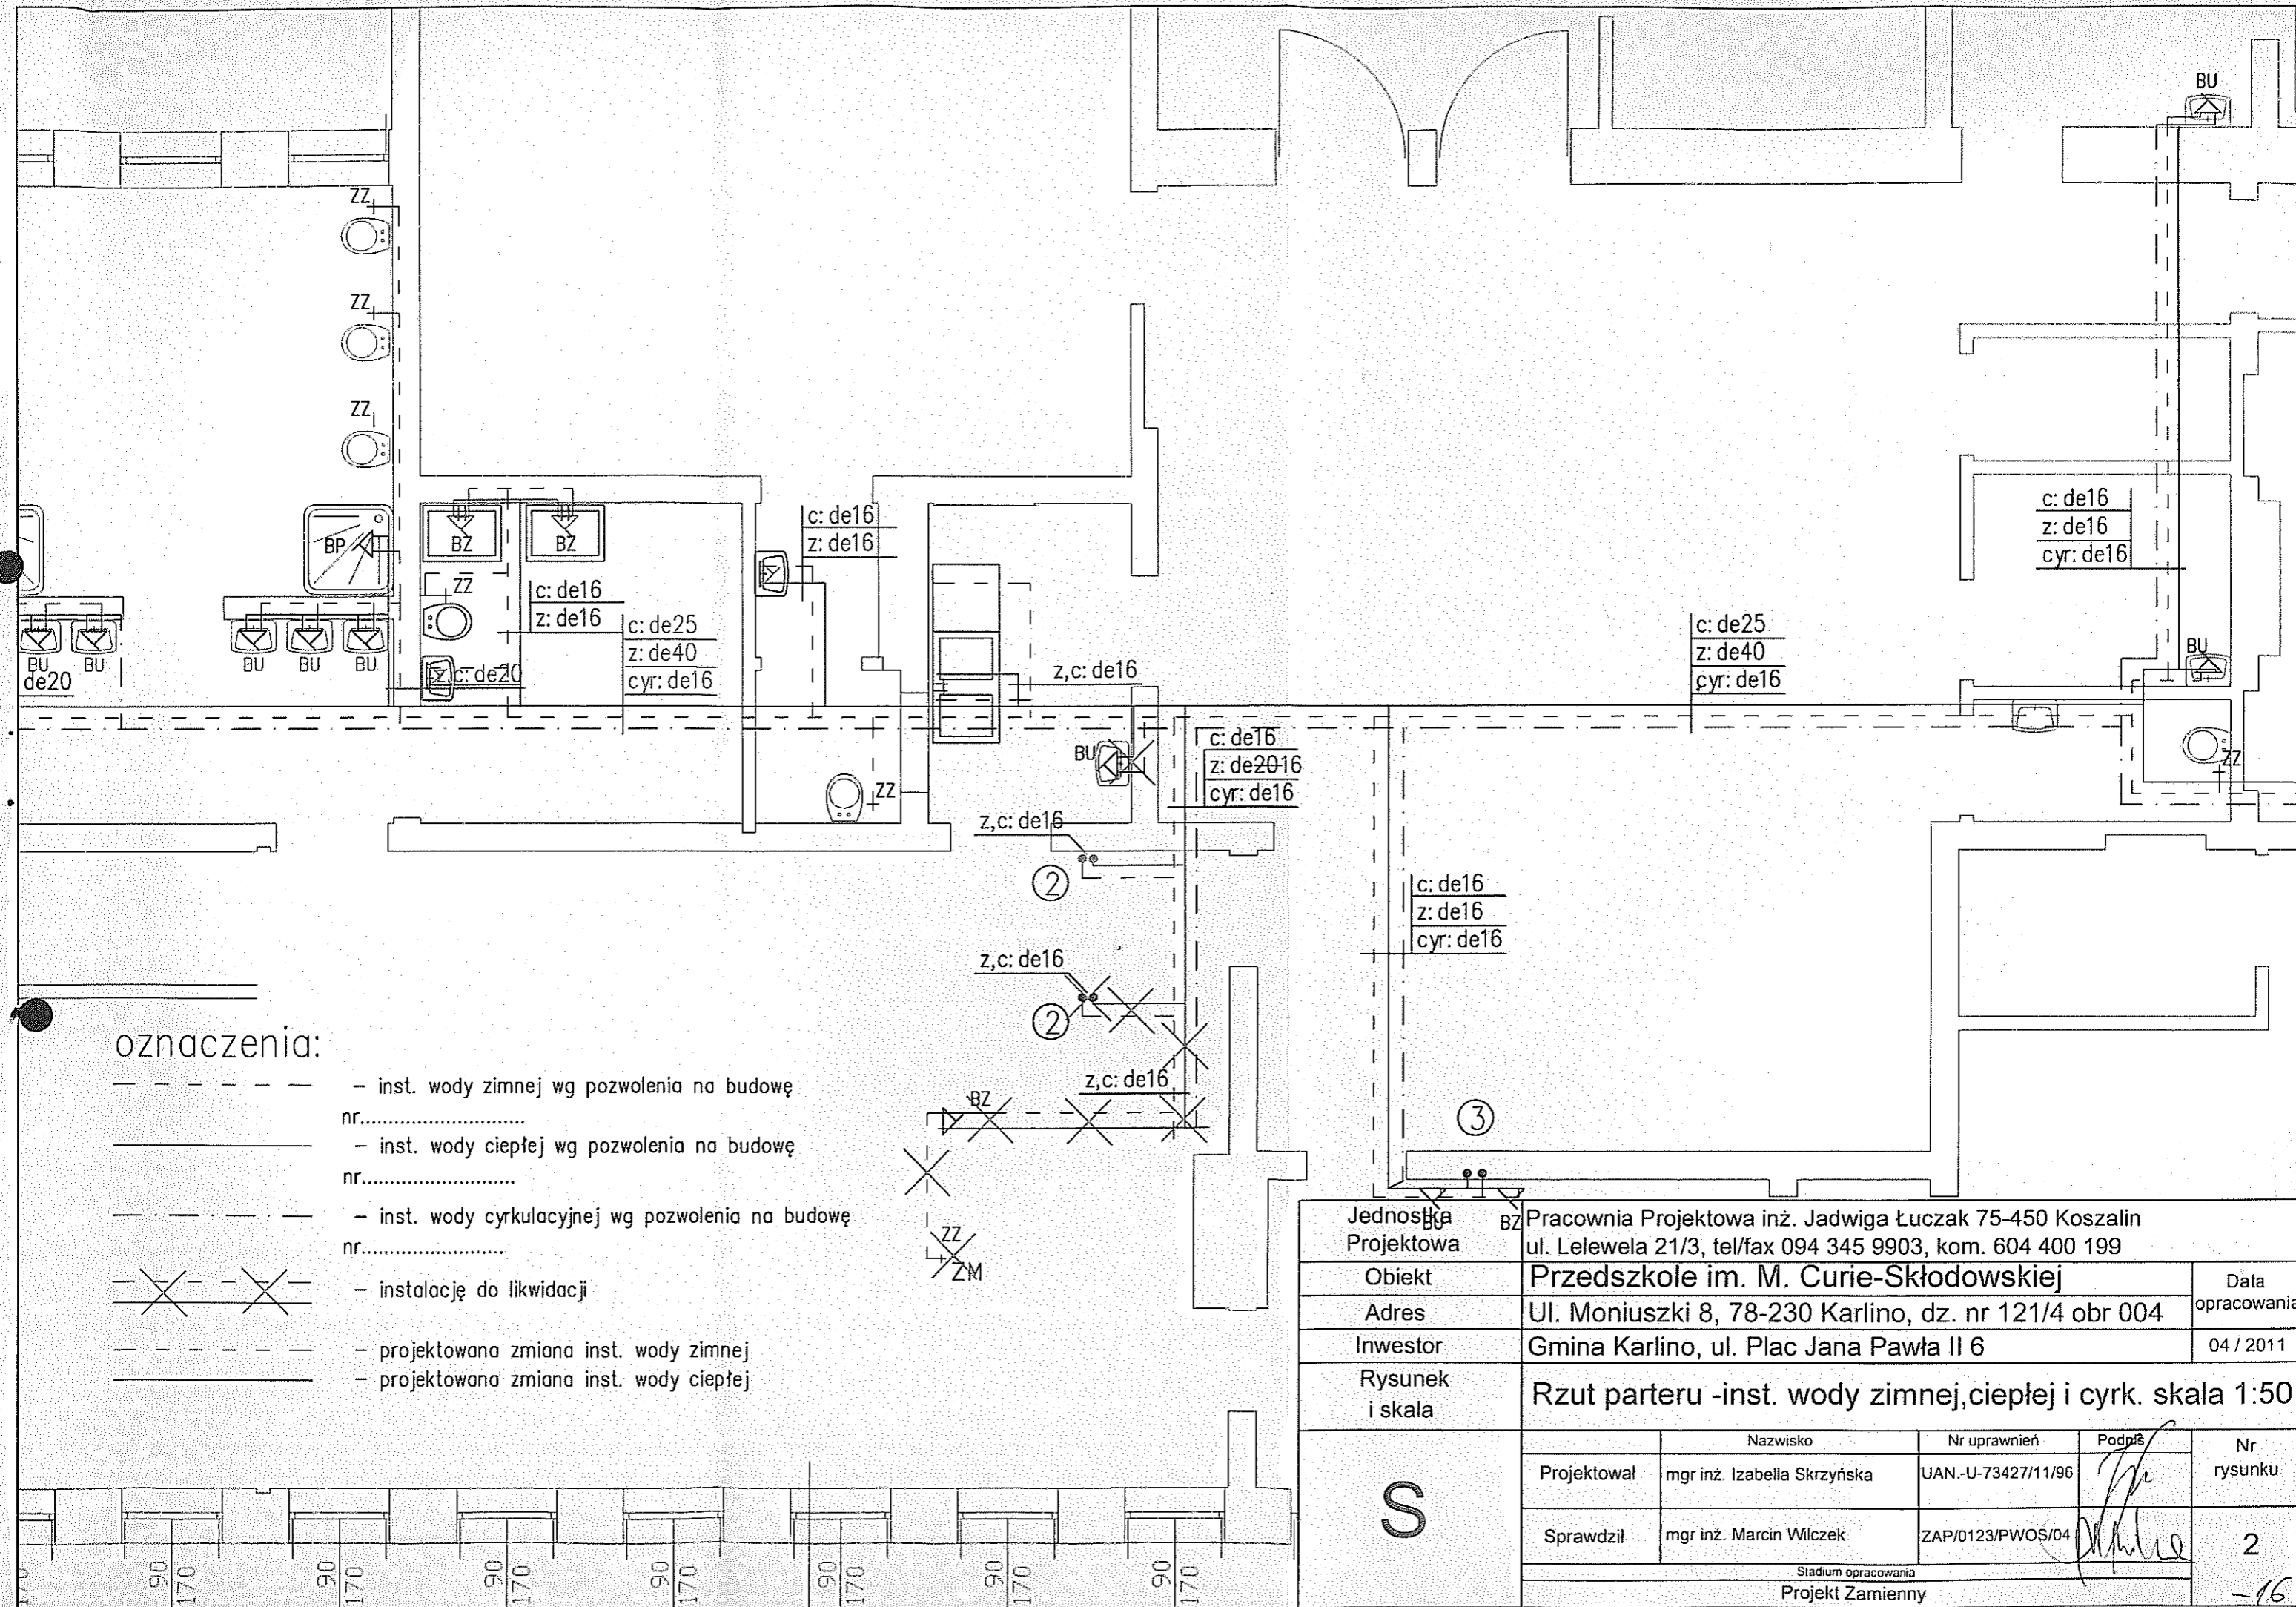 BU
ZZ
ZZ
ZZ
BP
BZ
BZ
ZZ
c: de16
z: de16
c: de16
z: de16
c: de25
z: de40
cyr: de16
BU
BU
de20
BU
BU
BU
c: de20
z,c: de16
c: de16
z: de16
cyr: de16
c: de25
z: de40
cyr: de16
BU
ZZ
BU
c: de16
z: de2016
cyr: de16
ZZ
z,c: de16
2
c: de16
z: de16
cyr: de16
z,c: de16
2
z,c: de16
BZ
3
ZZ
ZM
BU
BZ
oznaczenia:
– inst. wody zimnej wg pozwolenia na budowę
nr............................
– inst. wody ciepłej wg pozwolenia na budowę
nr..........................
– inst. wody cyrkulacyjnej wg pozwolenia na budowę
nr........................
– instalację do likwidacji
– projektowana zmiana inst. wody zimnej
– projektowana zmiana inst. wody ciepłej
90
170
90
170
90
170
90
170
90
170
90
170
90
170
Jednostka
Projektowa
Pracownia Projektowa inż. Jadwiga Łuczak 75-450 Koszalin
ul. Lelewela 21/3, tel/fax 094 345 9903, kom. 604 400 199
Obiekt
Przedszkole im. M. Curie-Skłodowskiej
Data
opracowania
Adres
Ul. Moniuszki 8, 78-230 Karlino, dz. nr 121/4 obr 004
Inwestor
Gmina Karlino, ul. Plac Jana Pawła II 6
04 / 2011
Rysunek
i skala
Rzut parteru -inst. wody zimnej,ciepłej i cyrk. skala 1:50
S
Nazwisko
Nr uprawnień
Podpis
Nr
rysunku
Projektował
mgr inż. Izabella Skrzyńska
UAN.-U-73427/11/96
Sprawdził
mgr inż. Marcin Wilczek
ZAP/0123/PWOS/04
2
Stadium opracowania
Projekt Zamienny
-16